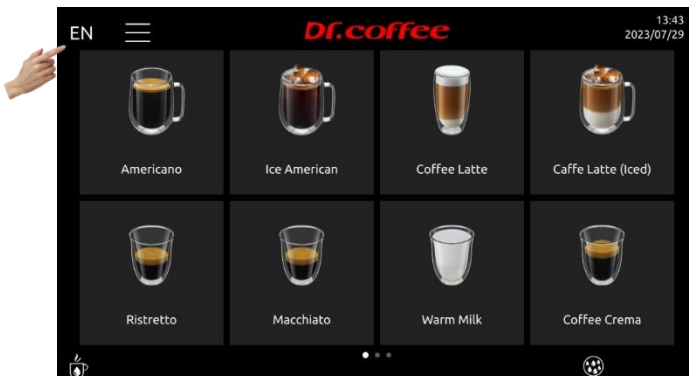 EN
Dr.coffee
13:43
2023/07/29
Americano
Ice American
Coffee Latte
Caffe Latte (Iced)
Ristretto
Macchiato
Warm Milk
Coffee Crema